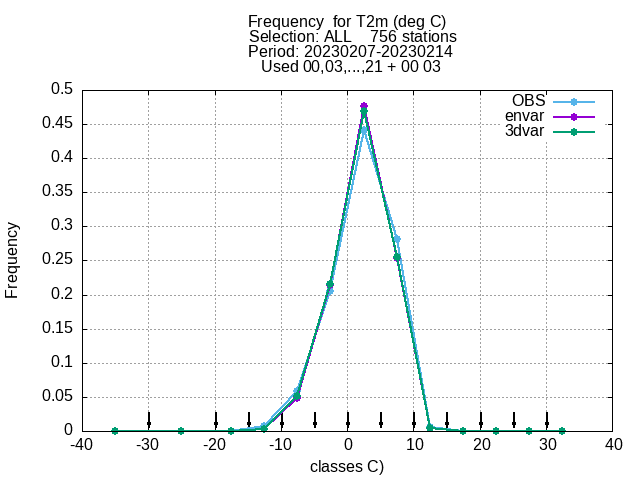 Frequency  for T2m (deg C)
Selection: ALL    756 stations
Period: 20230207-20230214
Used 00,03,...,21 + 00 03
OBS
envar
3dvar
0.5
0.45
0.4
0.35
0.3
0.25
0.2
0.15
0.1
0.05
0
Frequency
-40 -30 -20 -10 0 10 20 30 40
classes C)